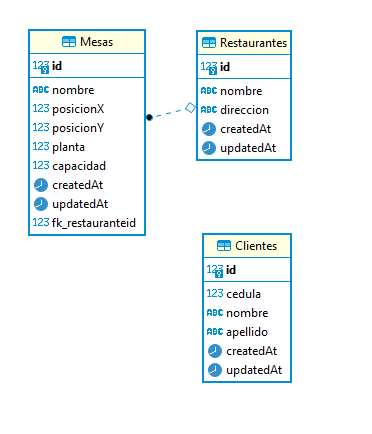 Mesas
123 id
ABC nombre
123 posicionX
123 posicionY
123 planta
123 capacidad
createdAt
updatedAt
123 fk_restauranteid
Restaurantes
123 id
ABC nombre
ABC direccion
createdAt
updatedAt
Clientes
123 id
123 cedula
ABC nombre
ABC apellido
createdAt
updatedAt